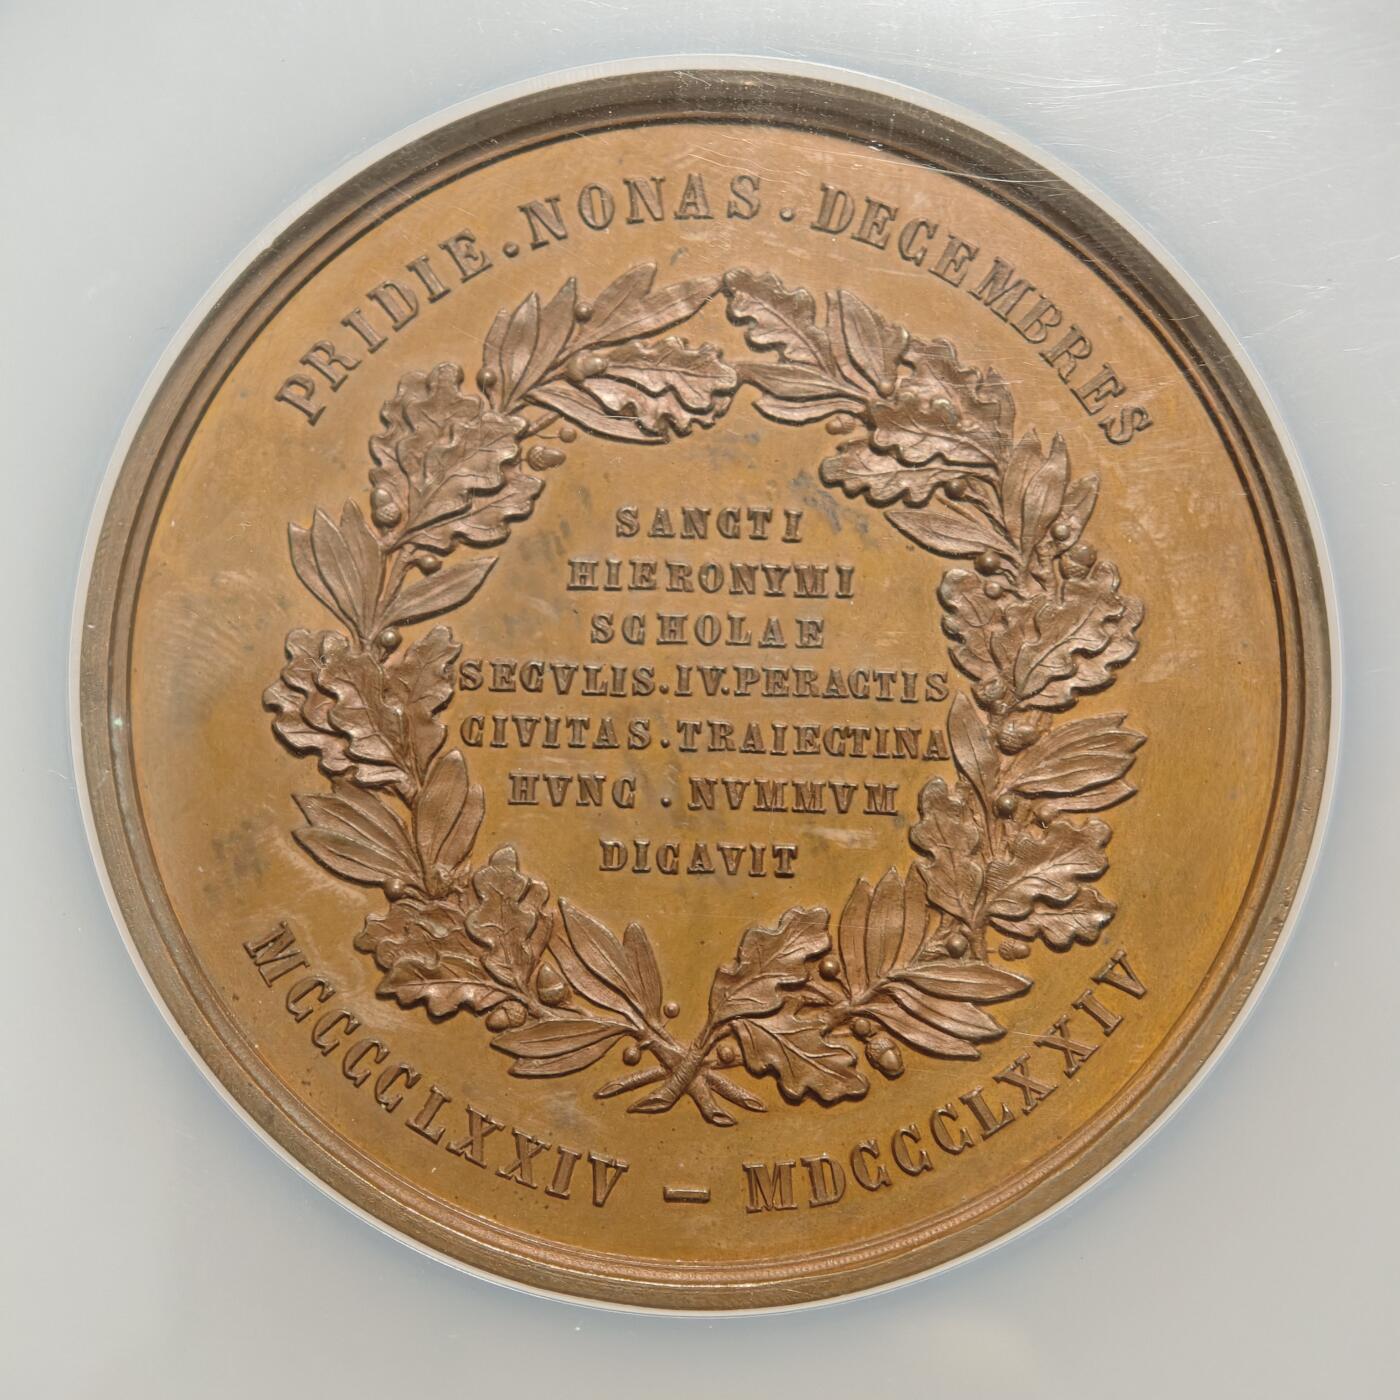 PRIDIE . NONAS . DECEMBRES
SANCTI
HIERONYMI
SCHOLAE
SECVLIS.IV.PERACTIS
CIVITAS.TRAIECTINA
HVNC . NVMMVM
DICAVIT
MCCCCLXXIV — MDCCCLXXIV